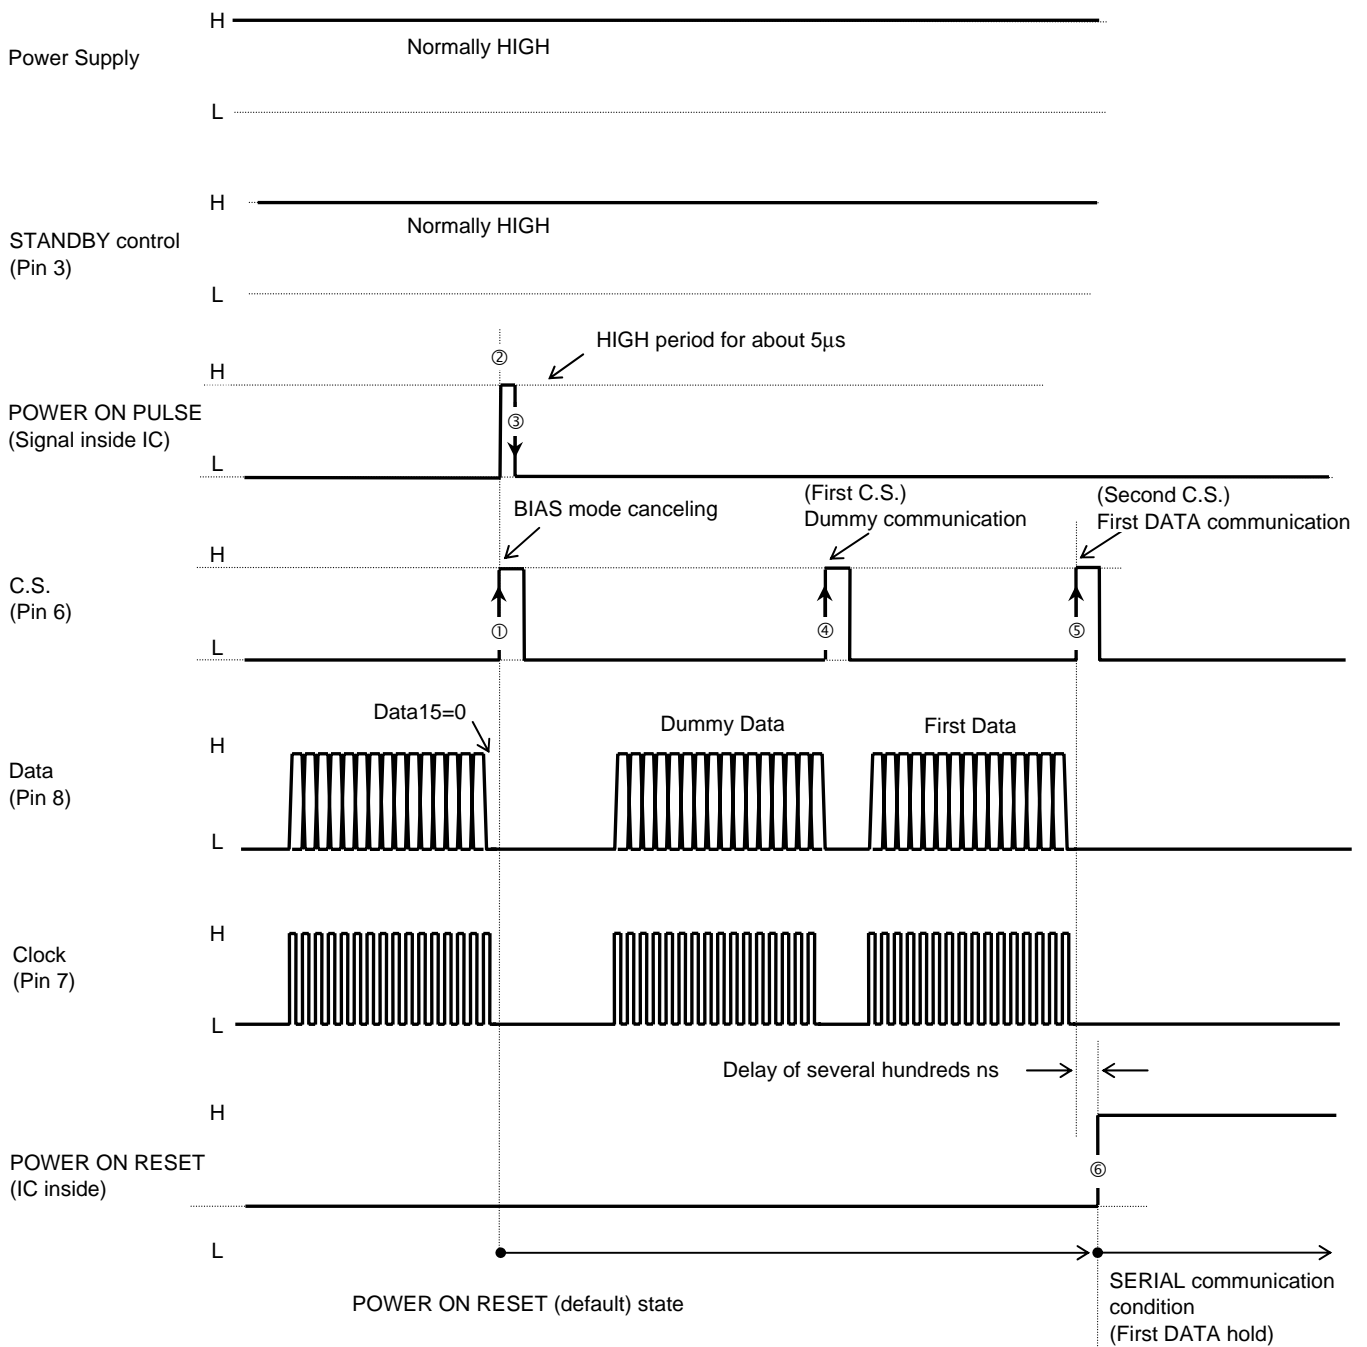 H
Power Supply
Normally HIGH
L
H
Normally HIGH
STANDBY control
(Pin 3)
L
HIGH period for about 5μs
②
H
POWER ON PULSE
(Signal inside IC)
③
L
BIAS mode canceling
(First C.S.)
Dummy communication
(Second C.S.)
First DATA communication
H
C.S.
(Pin 6)
①
④
⑤
L
Data15=0
Dummy Data
First Data
H
Data
(Pin 8)
L
H
Clock
(Pin 7)
L
Delay of several hundreds ns
H
POWER ON RESET
(IC inside)
⑥
L
POWER ON RESET (default) state
SERIAL communication
condition
(First DATA hold)